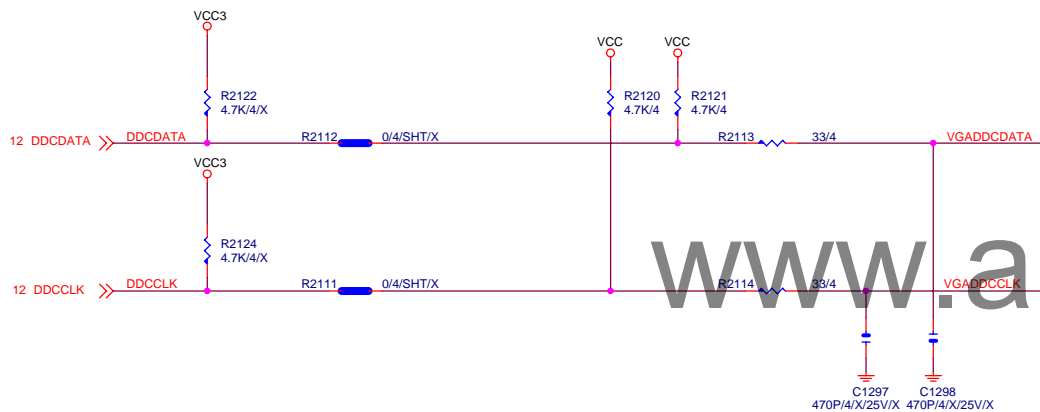 VCC3
VCC VCC
R2122
4.7K/4/X
R2120
4.7K/4
R2121
4.7K/4
12 DDCDATA DDCDATA R2112 0/4/SHT/X R2113 33/4 VGADDCDATA
VCC3
R2124
4.7K/4/X
www.a
12 DDCCLK DDCCLK R2111 0/4/SHT/X R2114 33/4 VGADDCCLK
C1297
470P/4/X/25V/X
C1298
470P/4/X/25V/X